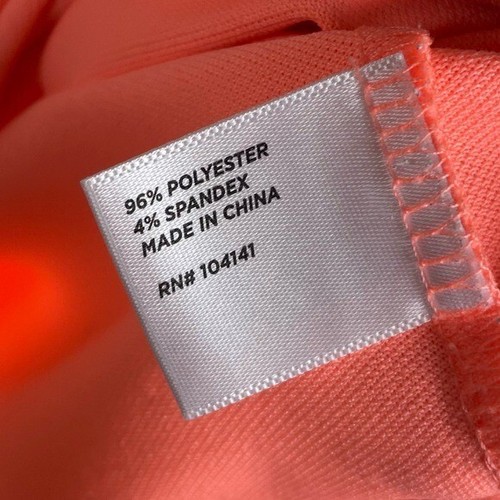 96% POLYESTER
4% SPANDEX
MADE IN CHINA
RN# 104141